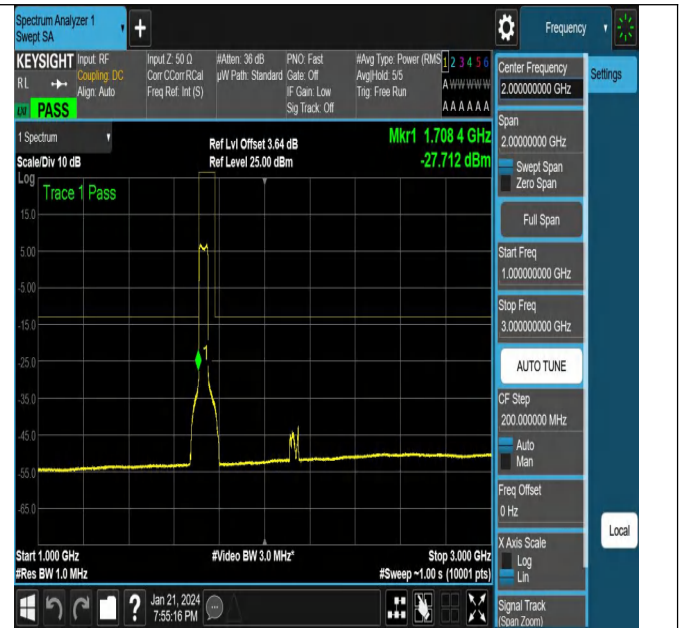 Spectrum Analyzer 1
Swept SA
+
Frequency
KEYSIGHT
RL
LXI
PASS
Input: RF
Coupling: DC
Align: Auto
Input Z: 50 Ω
Corr CCorr RCal
Freq Ref: Int (S)
#Atten: 36 dB
µW Path: Standard
PNO: Fast
Gate: Off
IF Gain: Low
Sig Track: Off
#Avg Type: Power (RMS
Avg|Hold: 5/5
Trig: Free Run
1 2 3 4 5 6
A W W W W W
A A A A A A
1 Spectrum
Scale/Div 10 dB
Log
Ref Lvl Offset 3.64 dB
Ref Level 25.00 dBm
Mkr1 1.708 4 GHz
-27.712 dBm
Trace 1 Pass
15.0
5.00
-5.00
-15.0
-25.0
-35.0
-45.0
-55.0
-65.0
1
Start 1.000 GHz
#Res BW 1.0 MHz
#Video BW 3.0 MHz*
Stop 3.000 GHz
#Sweep ~1.00 s (10001 pts)
Center Frequency
2.000000000 GHz
Settings
Span
2.00000000 GHz
Swept Span
Zero Span
Full Span
Start Freq
1.000000000 GHz
Stop Freq
3.000000000 GHz
AUTO TUNE
CF Step
200.000000 MHz
Auto
Man
Freq Offset
0 Hz
Local
X Axis Scale
Log
Lin
Signal Track
(Span Zoom)
?
Jan 21, 2024
7:55:16 PM